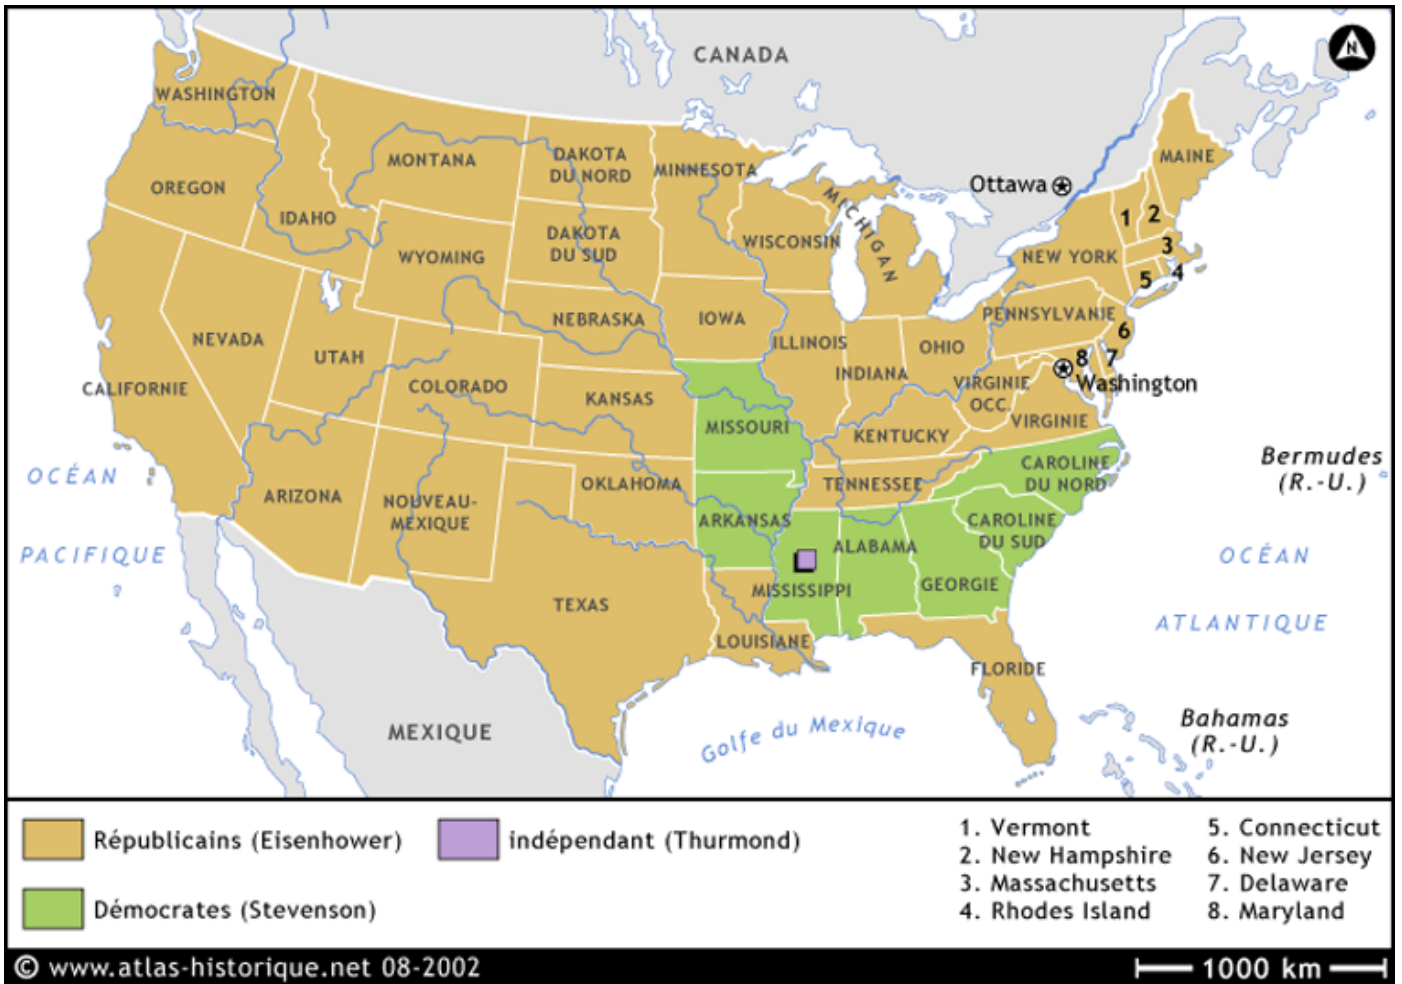 CANADA
N
WASHINGTON
MONTANA
DAKOTA
DU NORD
MINNESOTA
MAINE
OREGON
IDAHO
Ottawa
MICHIGAN
1
2
DAKOTA
DU SUD
WISCONSIN
WYOMING
NEW YORK
3
4
5
NEBRASKA
IOWA
PENNSYLVANIE
6
NEVADA
UTAH
ILLINOIS
OHIO
INDIANA
8
7
CALIFORNIE
COLORADO
KANSAS
VIRGINIE
OCC.
Washington
MISSOURI
KENTUCKY
VIRGINIE
OCÉAN
PACIFIQUE
ARIZONA
NOUVEAU-
MEXIQUE
OKLAHOMA
TENNESSEE
CAROLINE
DU NORD
Bermudes
(R.-U.)
ARKANSAS
CAROLINE
DU SUD
ALABAMA
OCÉAN
ATLANTIQUE
MISSISSIPPI
GEORGIE
TEXAS
LOUISIANE
FLORIDE
MEXIQUE
Golfe du Mexique
Bahamas
(R.-U.)
Républicains (Eisenhower)
indépendant (Thurmond)
Démocrates (Stevenson)
1. Vermont
2. New Hampshire
3. Massachusetts
4. Rhodes Island
5. Connecticut
6. New Jersey
7. Delaware
8. Maryland
© www.atlas-historique.net 08-2002
1000 km